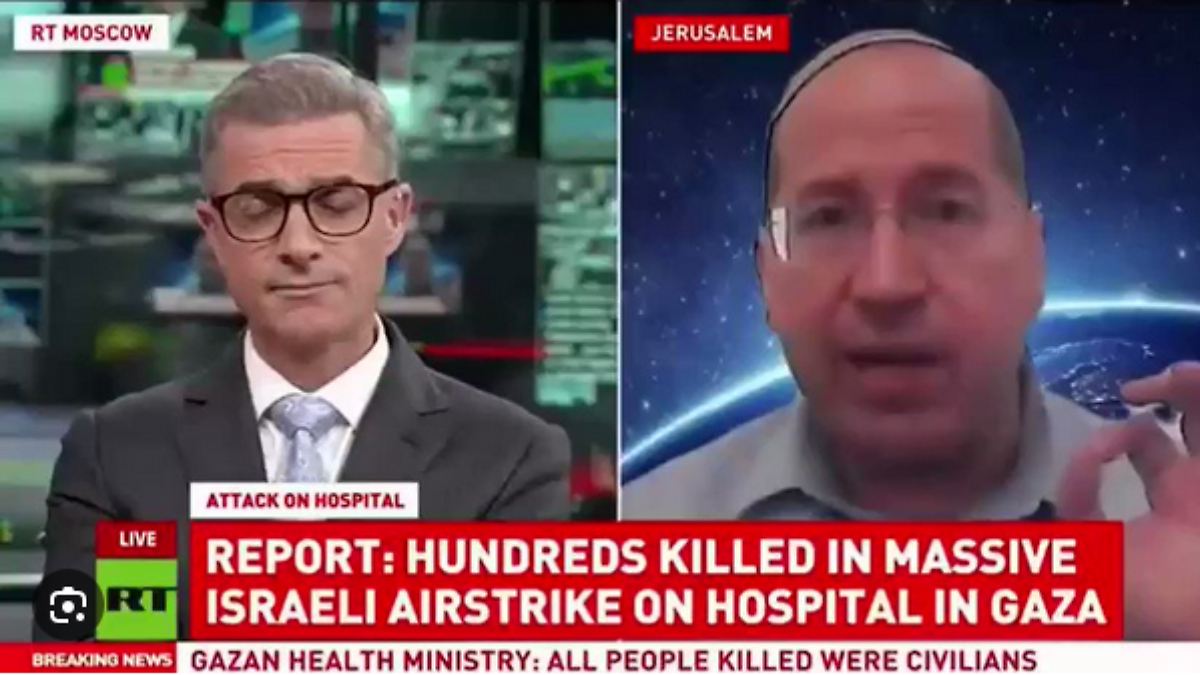 RT MOSCOW
JERUSALEM
ATTACK ON HOSPITAL
LIVE
RT
REPORT: HUNDREDS KILLED IN MASSIVE
ISRAELI AIRSTRIKE ON HOSPITAL IN GAZA
BREAKING NEWS
GAZAN HEALTH MINISTRY: ALL PEOPLE KILLED WERE CIVILIANS